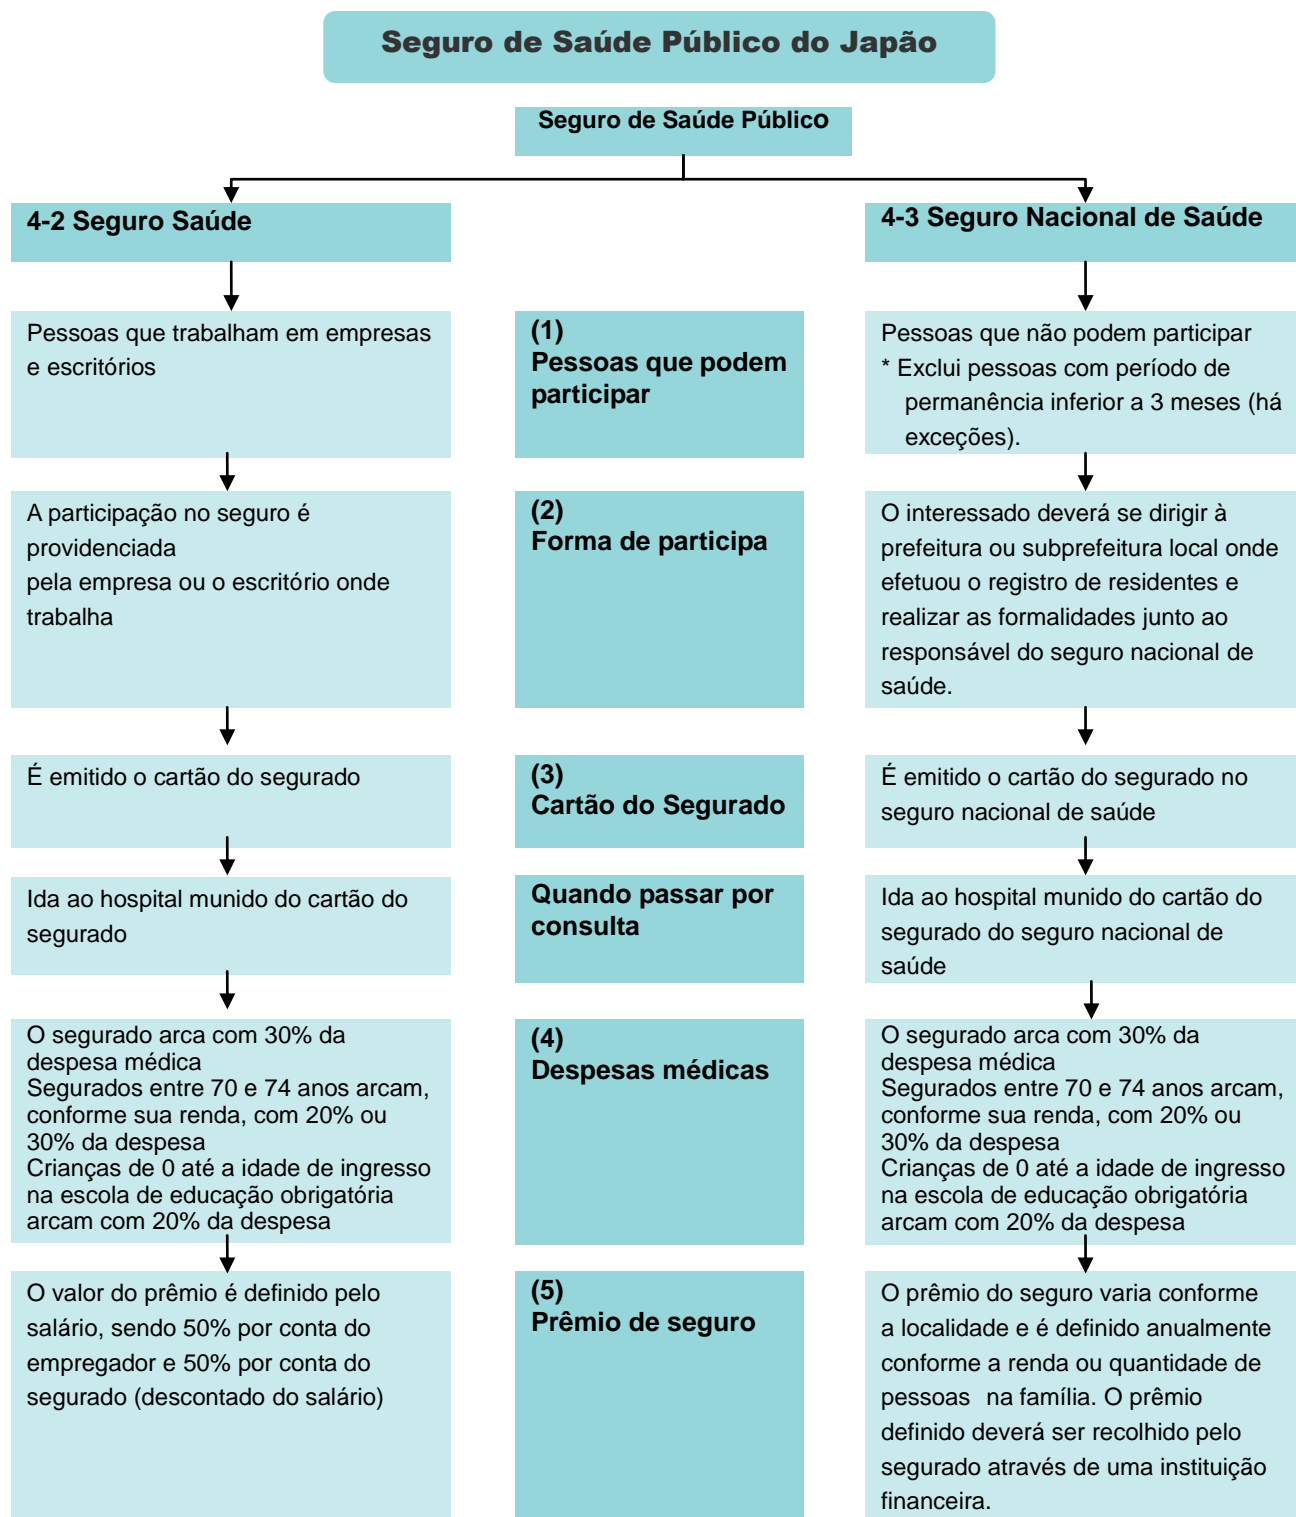 Seguro de Saúde Público do Japão
Seguro de Saúde Público
4-2 Seguro Saúde
4-3 Seguro Nacional de Saúde
Pessoas que trabalham em empresas
e escritórios
(1)
Pessoas que podem
participar
Pessoas que não podem participar
* Exclui pessoas com período de
permanência inferior a 3 meses (há
exceções).
A participação no seguro é
providenciada
pela empresa ou o escritório onde
trabalha
(2)
Forma de participa
O interessado deverá se dirigir à
prefeitura ou subprefeitura local onde
efetuou o registro de residentes e
realizar as formalidades junto ao
responsável do seguro nacional de
saúde.
É emitido o cartão do segurado
(3)
Cartão do Segurado
É emitido o cartão do segurado no
seguro nacional de saúde
Ida ao hospital munido do cartão do
segurado
Quando passar por
consulta
Ida ao hospital munido do cartão do
segurado do seguro nacional de
saúde
O segurado arca com 30% da
despesa médica
Segurados entre 70 e 74 anos arcam,
conforme sua renda, com 20% ou
30% da despesa
Crianças de 0 até a idade de ingresso
na escola de educação obrigatória
arcam com 20% da despesa
(4)
Despesas médicas
O segurado arca com 30% da
despesa médica
Segurados entre 70 e 74 anos arcam,
conforme sua renda, com 20% ou
30% da despesa
Crianças de 0 até a idade de ingresso
na escola de educação obrigatória
arcam com 20% da despesa
O valor do prêmio é definido pelo
salário, sendo 50% por conta do
empregador e 50% por conta do
segurado (descontado do salário)
(5)
Prêmio de seguro
O prêmio do seguro varia conforme
a localidade e é definido anualmente
conforme a renda ou quantidade de
pessoas na família. O prêmio
definido deverá ser recolhido pelo
segurado através de uma instituição
financeira.